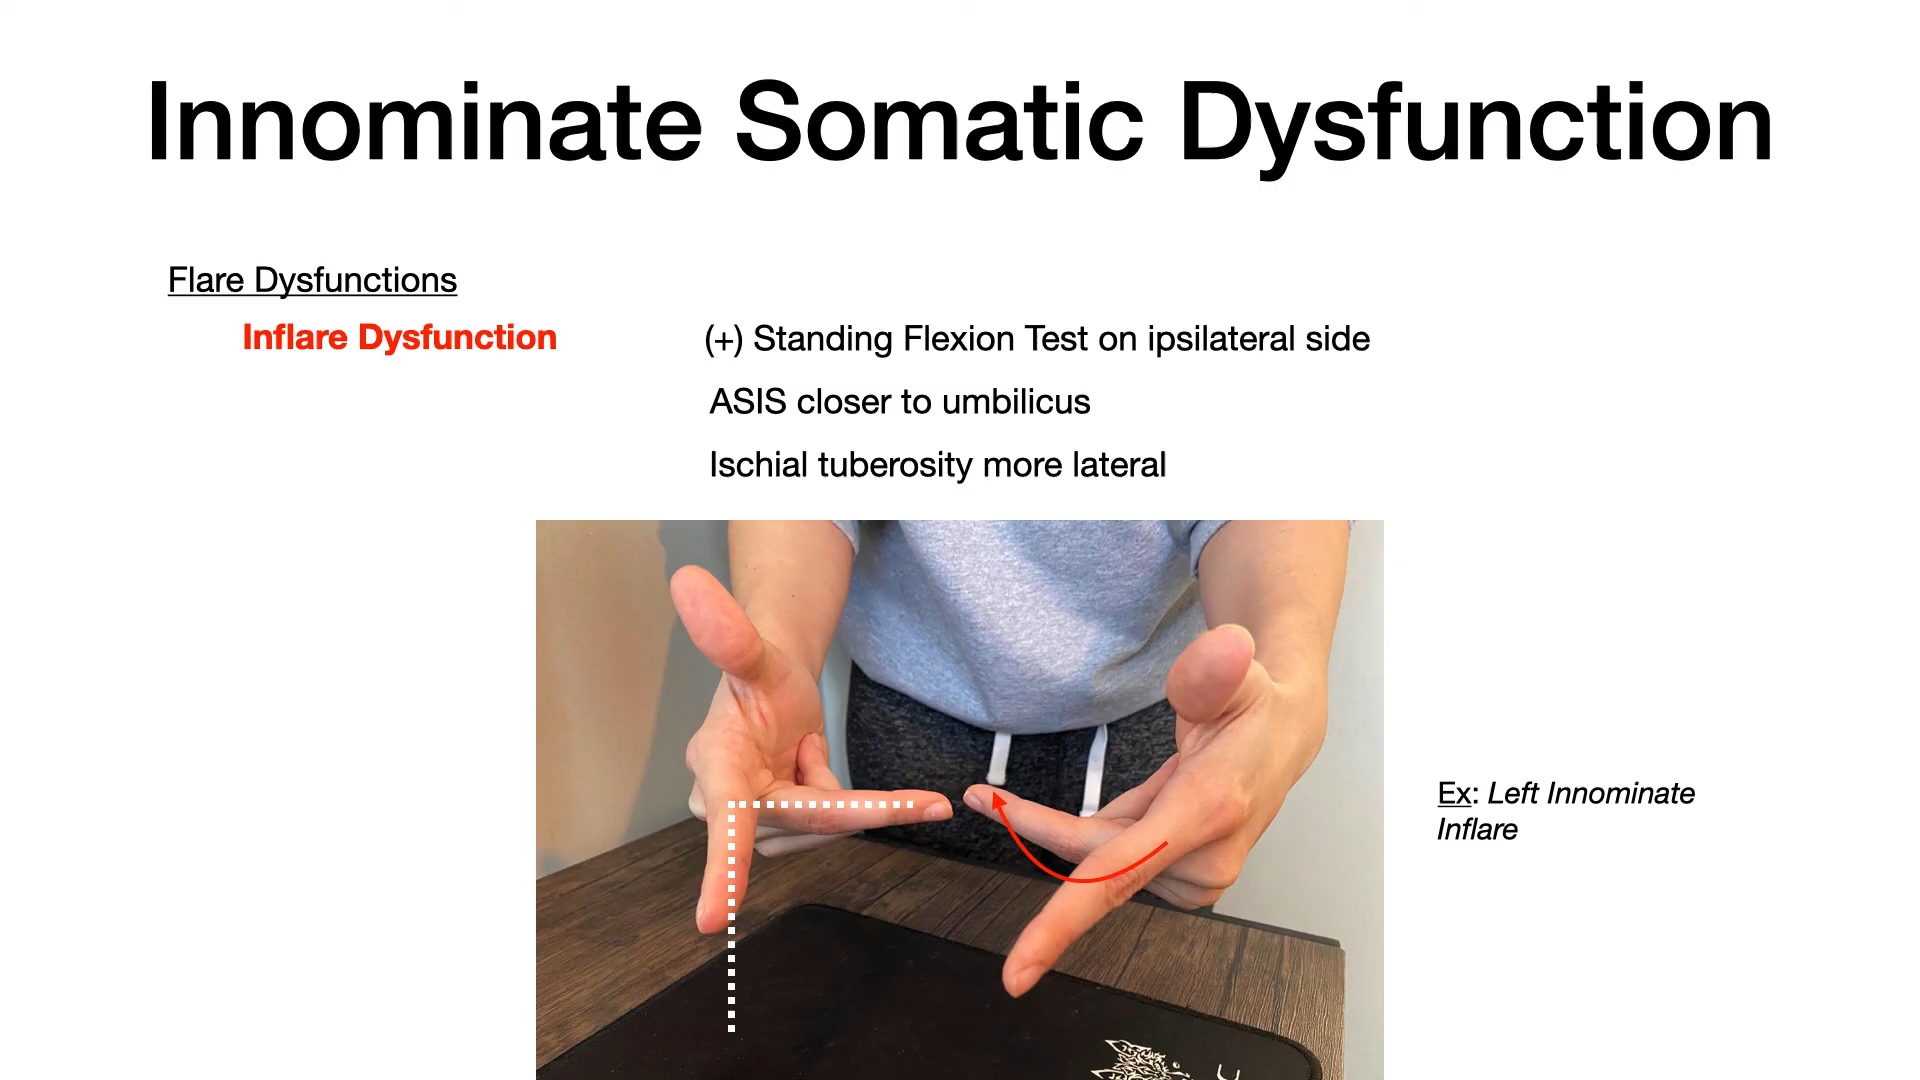 Innominate Somatic Dysfunction
Flare Dysfunctions
Inflare Dysfunction
(+) Standing Flexion Test on ipsilateral side
ASIS closer to umbilicus
Ischial tuberosity more lateral
Ex: Left Innominate
Inflare